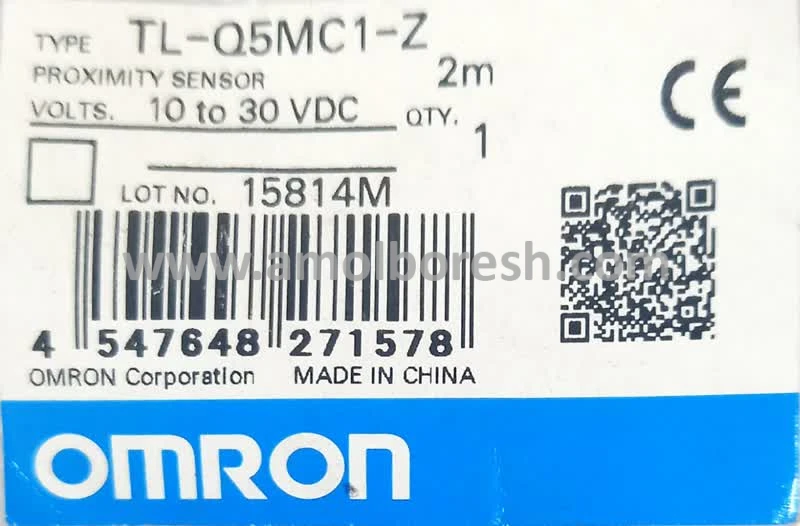 TYPE TL-Q5MC1-Z
PROXIMITY SENSOR 2m
VOLTS. 10 to 30 VDC QTY. 1
LOT NO. 15814M
www.amolboresh.com
4 547648 271578
OMRON Corporation MADE IN CHINA
CE
OMRON